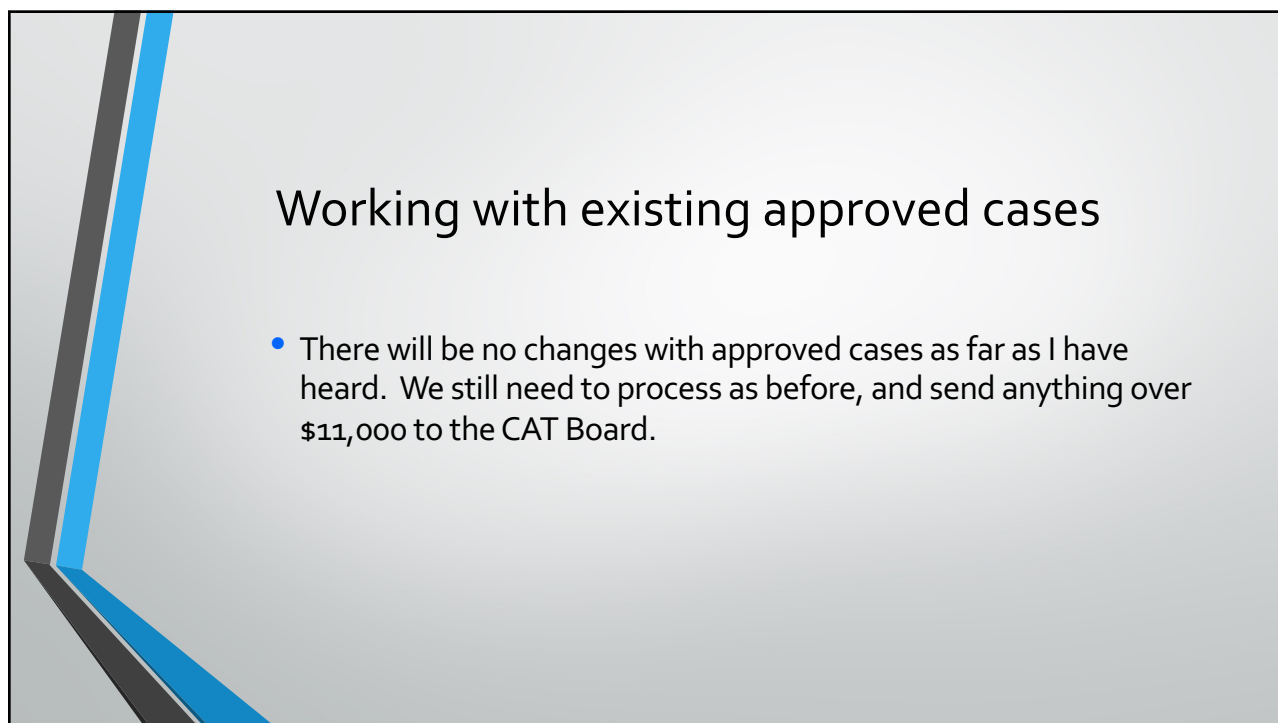 Working with existing approved cases
• There will be no changes with approved cases as far as I have
heard.  We still need to process as before, and send anything over
$11,000 to the CAT Board.